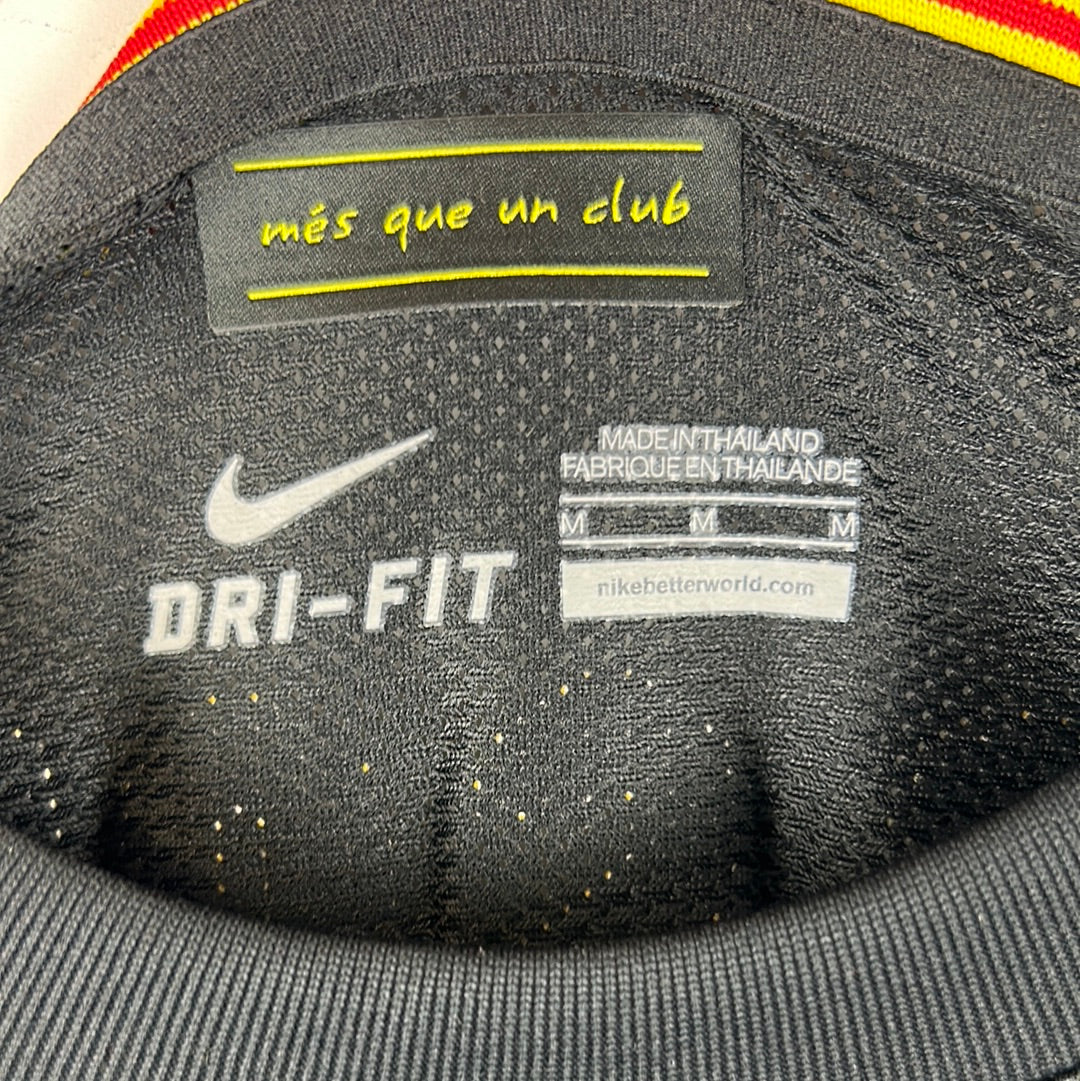 més que un club
MADE IN THAILAND
FABRIQUE EN THAILANDE
M M M
nikebetterworld.com
DRI-FIT